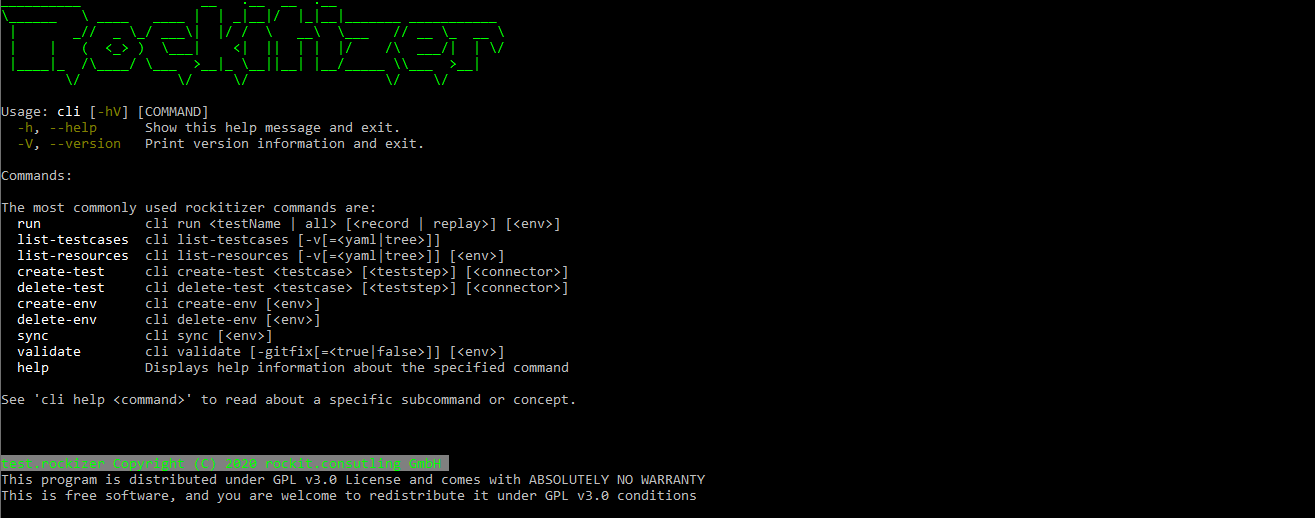 Rockitizer
Usage: cli [-hV] [COMMAND]
-h, --help Show this help message and exit.
-V, --version Print version information and exit.
Commands:
The most commonly used rockitizer commands are:
run cli run <testName | all> [<record | replay>] [<env>]
list-testcases cli list-testcases [-v[=<yaml|tree>]]
list-resources cli list-resources [-v[=<yaml|tree>]] [<env>]
create-test cli create-test <testcase> [<teststep>] [<connector>]
delete-test cli delete-test <testcase> [<teststep>] [<connector>]
create-env cli create-env [<env>]
delete-env cli delete-env [<env>]
sync cli sync [<env>]
validate cli validate [-gitfix[=<true|false>]] [<env>]
help Displays help information about the specified command
See 'cli help <command>' to read about a specific subcommand or concept.
test.rockizer Copyright (C) 2020 rockit.consutling GmbH
This program is distributed under GPL v3.0 License and comes with ABSOLUTELY NO WARRANTY
This is free software, and you are welcome to redistribute it under GPL v3.0 conditions